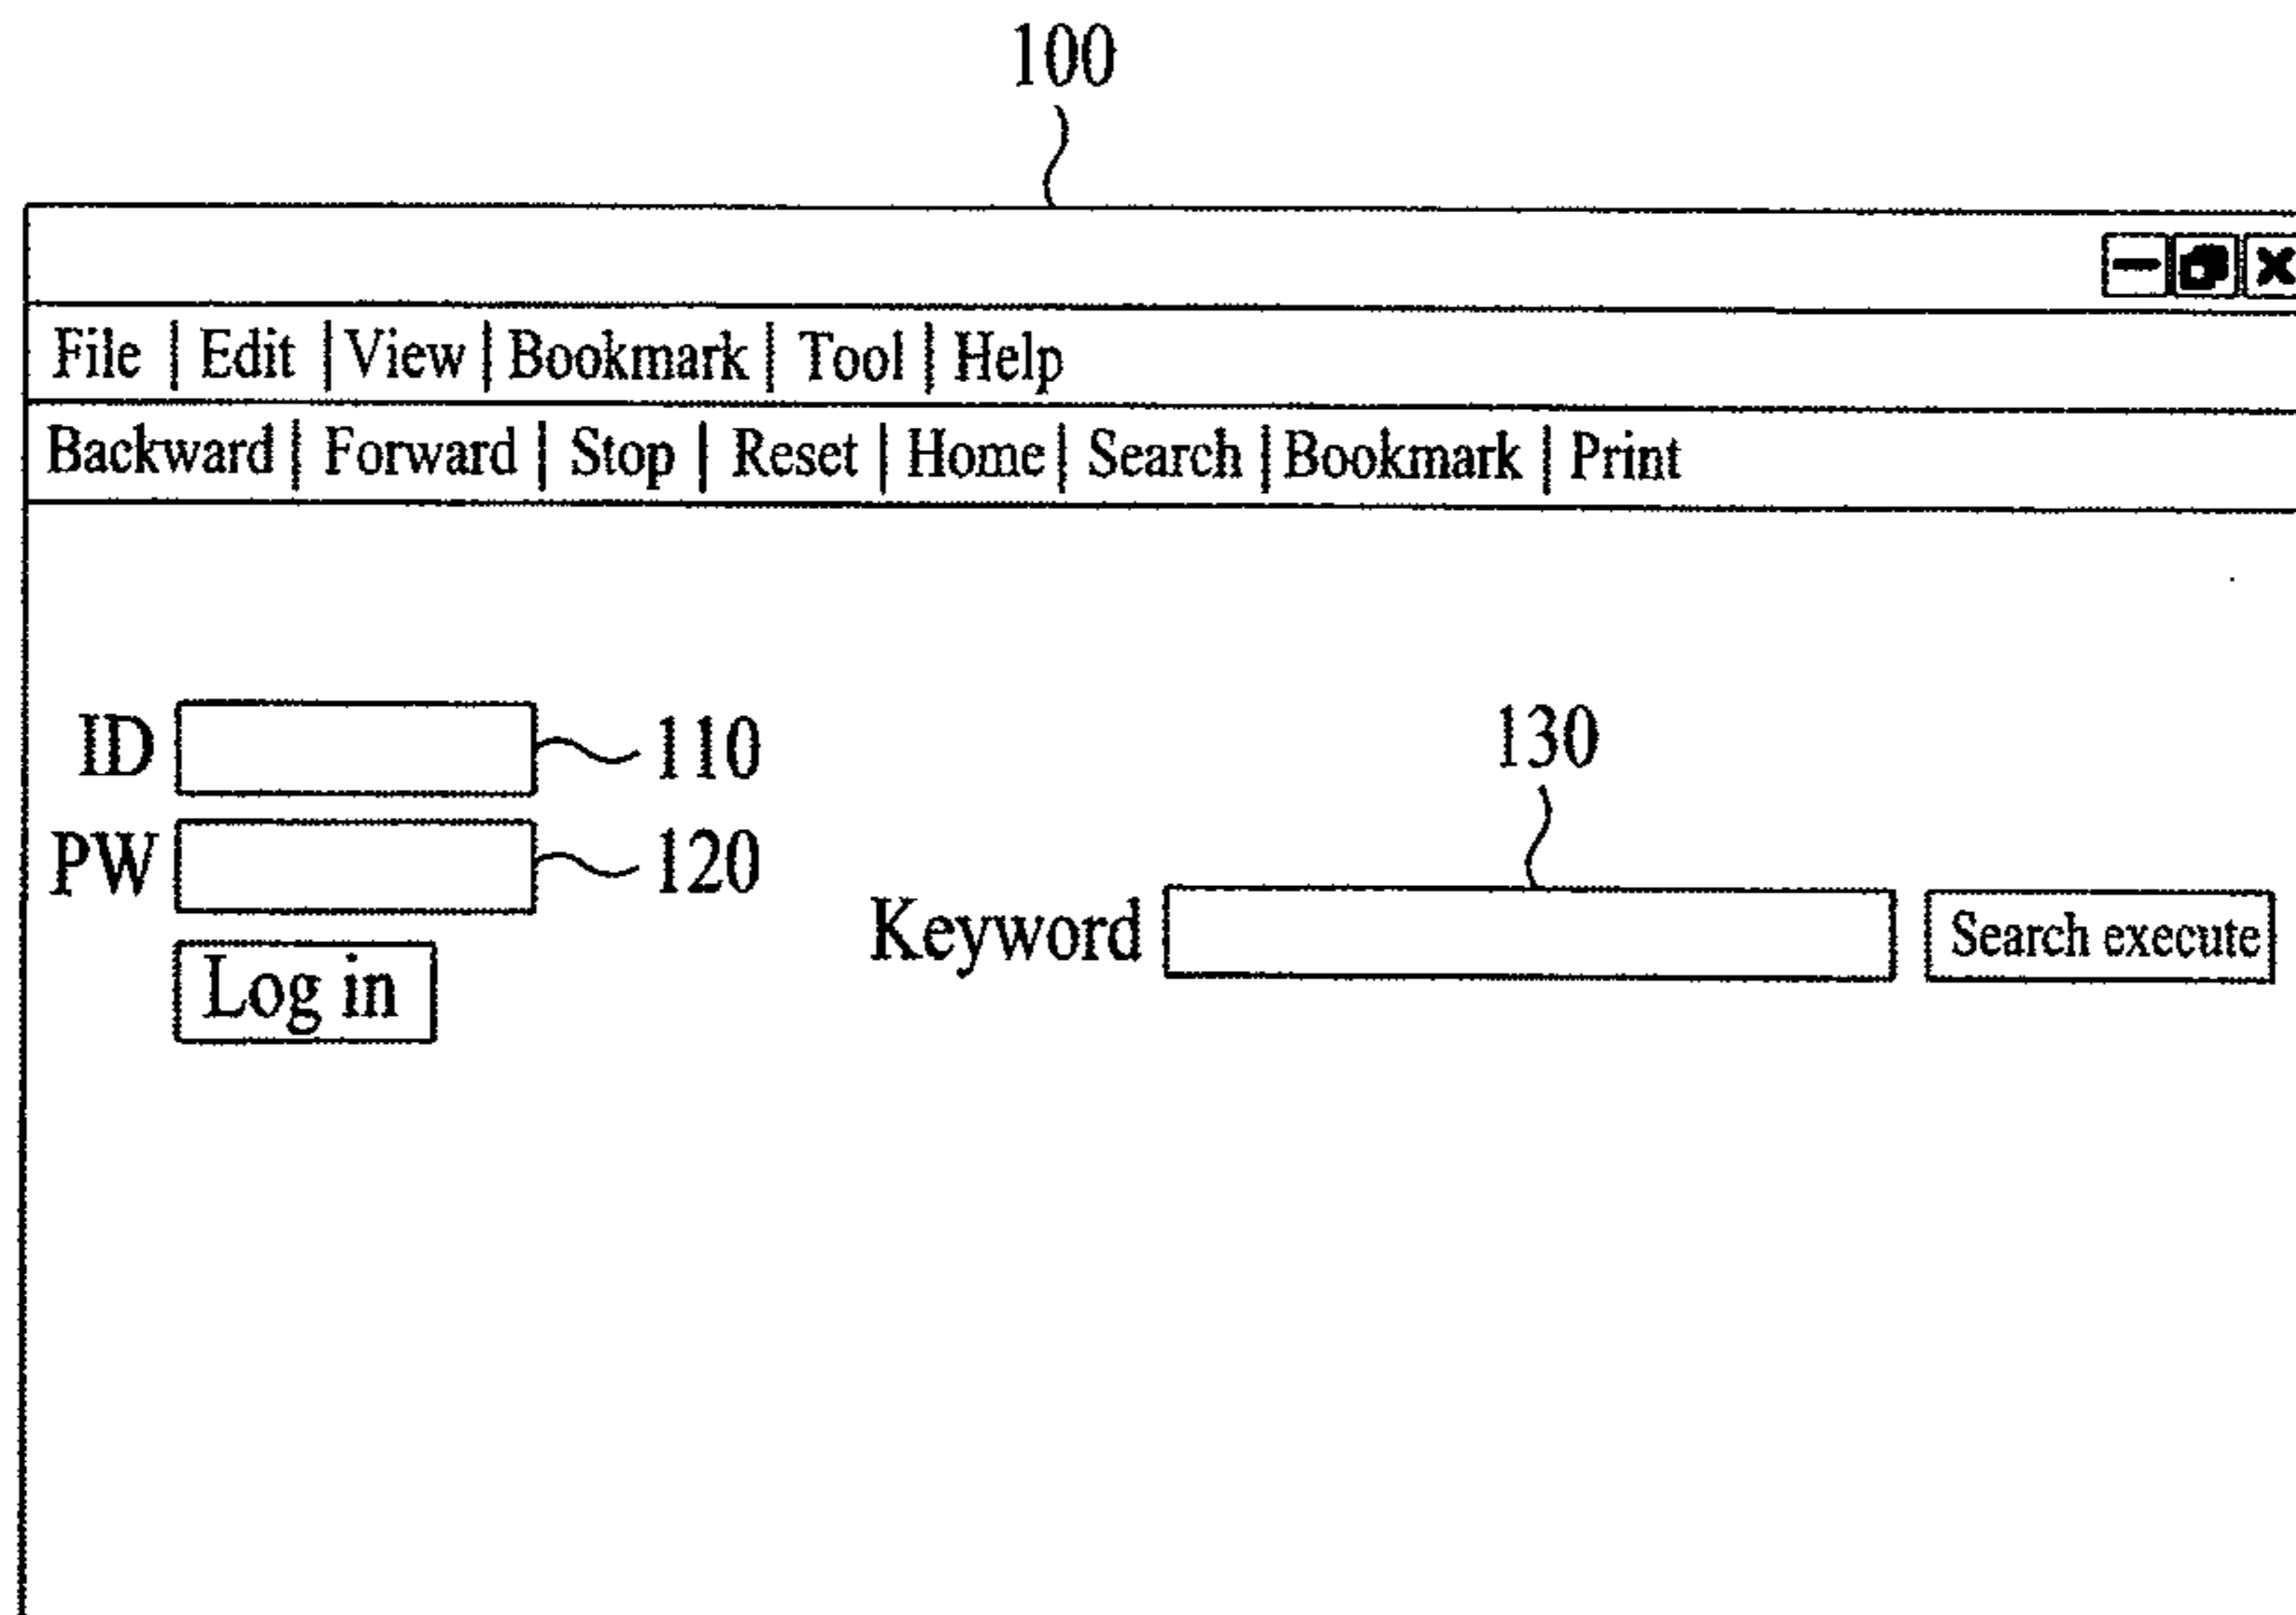 100
File | Edit | View | Bookmark | Tool | Help
Backward | Forward | Stop | Reset | Home | Search | Bookmark | Print
ID 110
130
PW 120
Keyword Search execute
Log in